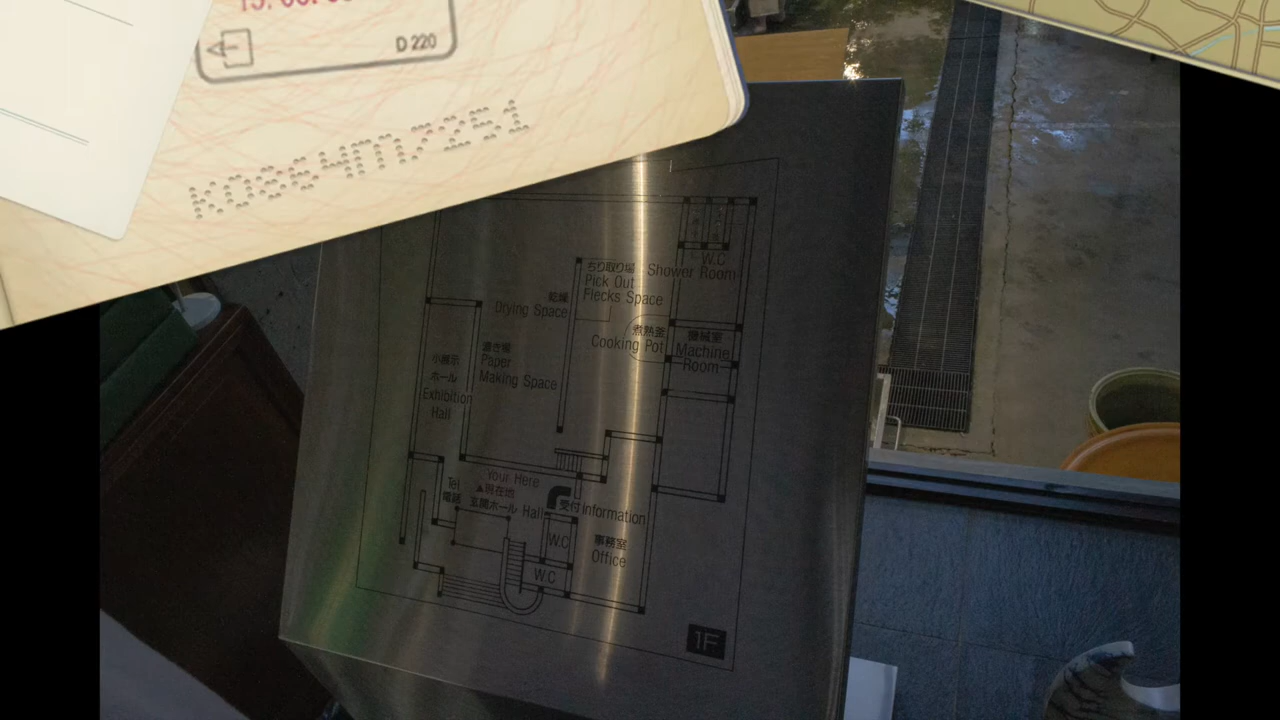 D 220
K0864M7251
W.C
ちり取り場
Shower Room
Pick Out
Flecks Space
乾燥
Drying Space
煮熟釜
Cooking Pot
機械室
Machine
Room
漉き場
Paper
Making Space
小展示
ホール
Exhibition
Hall
Your Here
▲現在地
Tel
電話
玄関ホール Hall
受付 Information
W.C
事務室
Office
W.C
1F